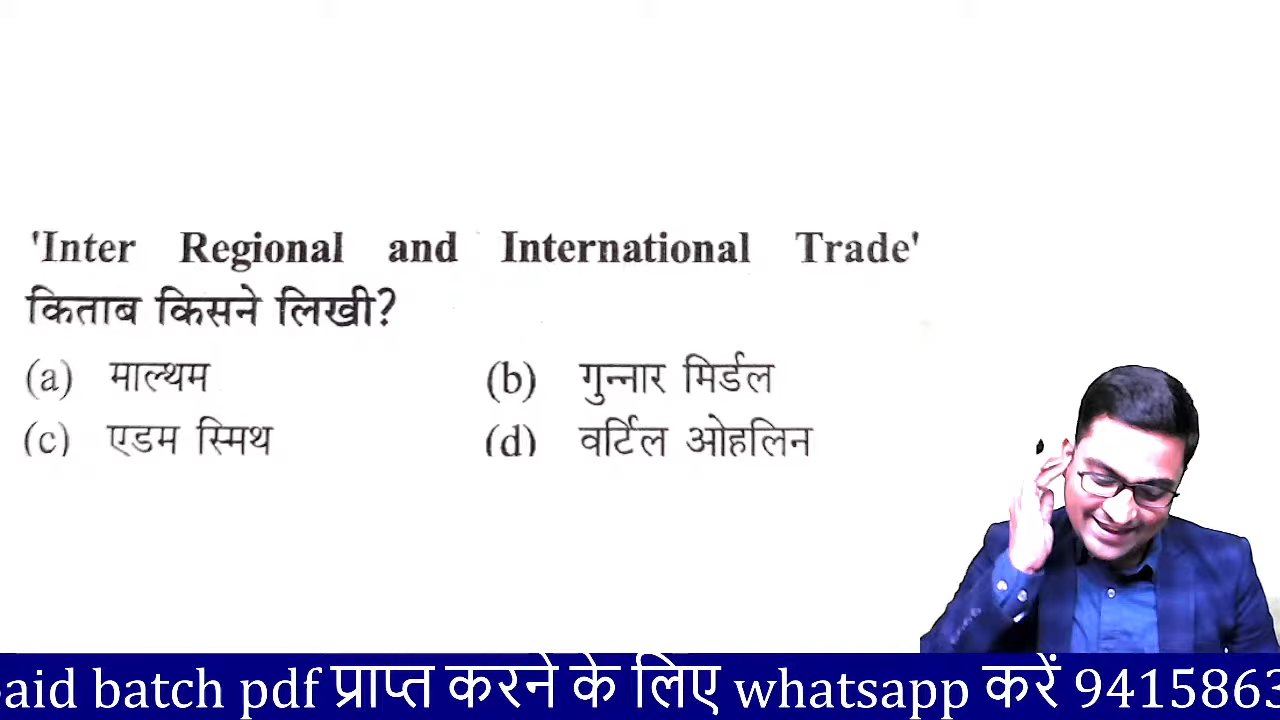 'Inter Regional and International Trade'
किताब किसने लिखी?
(a) माल्थम (b) गुन्नार मिर्डल
(c) एडम स्मिथ (d) वर्टिल ओहलिन
aid batch pdf प्राप्त करने के लिए whatsapp करें 9415863